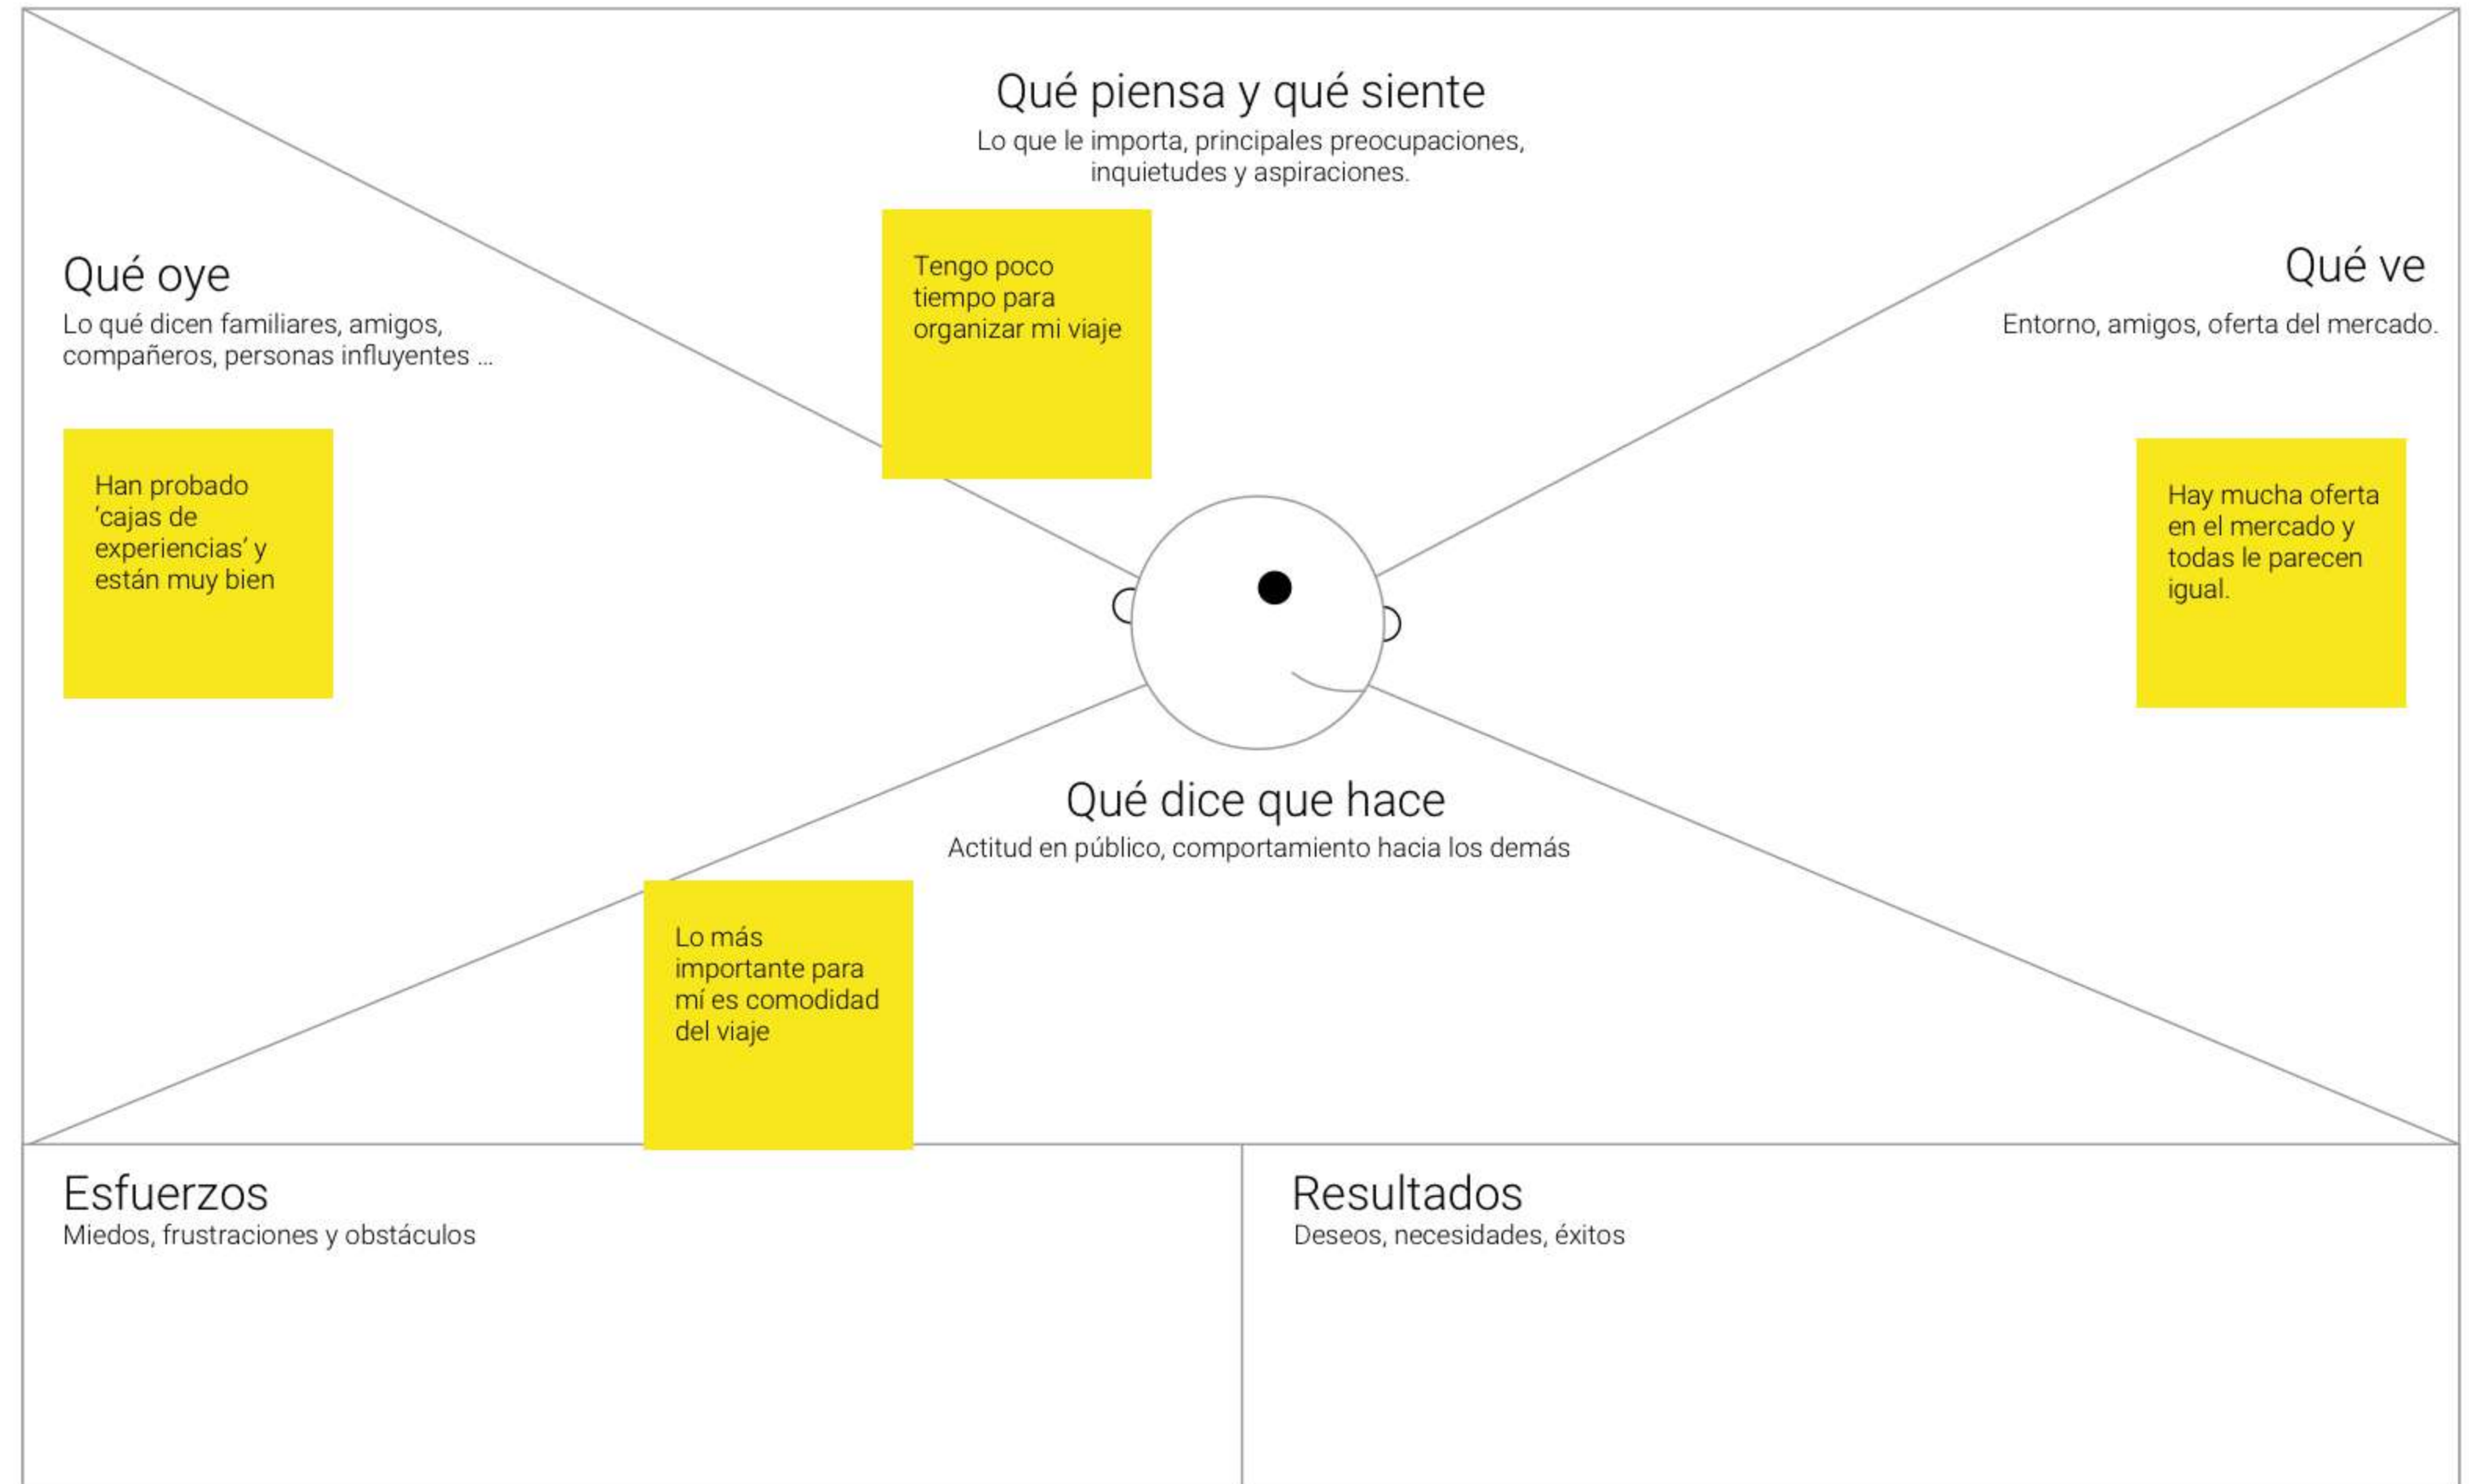 Qué piensa y qué siente
Lo que le importa, principales preocupaciones,
inquietudes y aspiraciones.
Tengo poco
tiempo para
organizar mi viaje
Qué oye
Lo qué dicen familiares, amigos,
compañeros, personas influyentes ...
Han probado
‘cajas de
experiencias’ y
están muy bien
Qué ve
Entorno, amigos, oferta del mercado.
Hay mucha oferta
en el mercado y
todas le parecen
igual.
Qué dice que hace
Actitud en público, comportamiento hacia los demás
Lo más
importante para
mí es comodidad
del viaje
Esfuerzos
Miedos, frustraciones y obstáculos
Resultados
Deseos, necesidades, éxitos